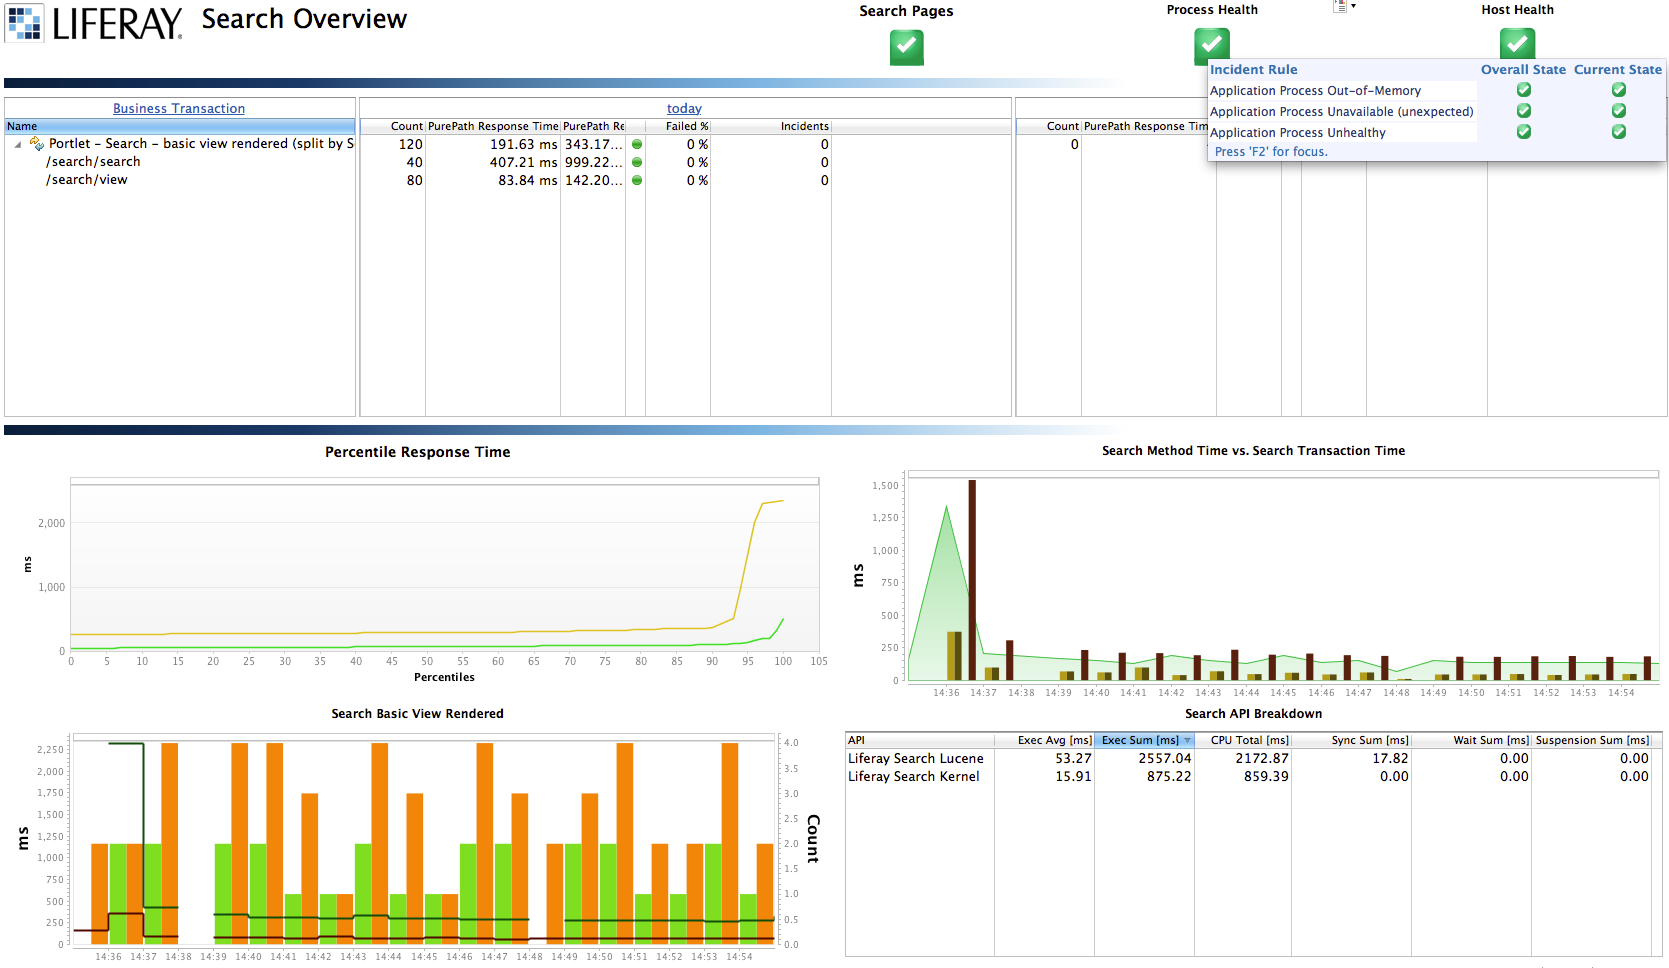 LIFERAY. Search Overview
Search Pages
Process Health
Host Health
Incident Rule Overall State Current State
Application Process Out-of-Memory
Application Process Unavailable (unexpected)
Application Process Unhealthy
Press 'F2' for focus.
Business Transaction
today
Name
Count PurePath Response Time PurePath Re Failed % Incidents
Count PurePath Response Tim
Portlet - Search - basic view rendered (split by S 120 191.63 ms 343.17... 0 % 0
0
/search/search 40 407.21 ms 999.22... 0 % 0
/search/view 80 83.84 ms 142.20... 0 % 0
Percentile Response Time
2,000
1,000
0
ms
0 5 10 15 20 25 30 35 40 45 50 55 60 65 70 75 80 85 90 95 100 105
Percentiles
Search Method Time vs. Search Transaction Time
1,500
1,250
1,000
750
500
250
0
ms
14:36 14:37 14:38 14:39 14:40 14:41 14:42 14:43 14:44 14:45 14:46 14:47 14:48 14:49 14:50 14:51 14:52 14:53 14:54
Search Basic View Rendered
2,250
2,000
1,750
1,500
1,250
1,000
750
500
250
0
ms
4.0
3.5
3.0
2.5
2.0
1.5
1.0
0.5
0.0
Count
14:36 14:37 14:38 14:39 14:40 14:41 14:42 14:43 14:44 14:45 14:46 14:47 14:48 14:49 14:50 14:51 14:52 14:53 14:54
Search API Breakdown
API Exec Avg [ms] Exec Sum [ms] CPU Total [ms] Sync Sum [ms] Wait Sum [ms] Suspension Sum [ms]
Liferay Search Lucene 53.27 2557.04 2172.87 17.82 0.00 0.00
Liferay Search Kernel 15.91 875.22 859.39 0.00 0.00 0.00